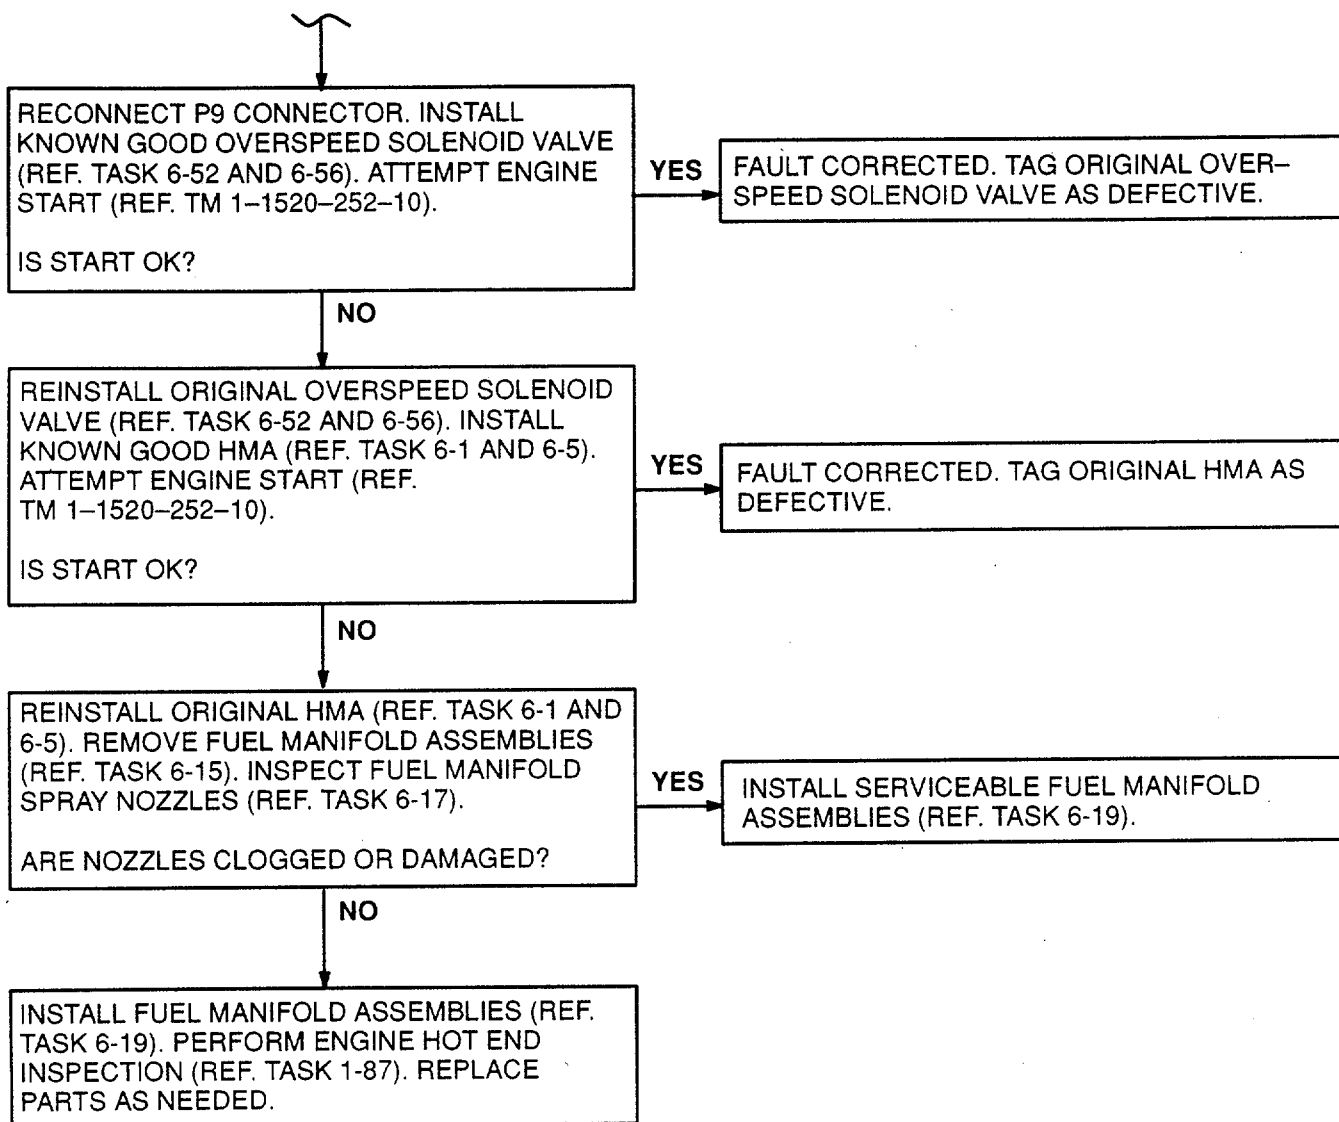 RECONNECT P9 CONNECTOR. INSTALL
KNOWN GOOD OVERSPEED SOLENOID VALVE
(REF. TASK 6-52 AND 6-56). ATTEMPT ENGINE
START (REF. TM 1–1520–252–10).
IS START OK?
YES
FAULT CORRECTED. TAG ORIGINAL OVER–
SPEED SOLENOID VALVE AS DEFECTIVE.
NO
REINSTALL ORIGINAL OVERSPEED SOLENOID
VALVE (REF. TASK 6-52 AND 6-56). INSTALL
KNOWN GOOD HMA (REF. TASK 6-1 AND 6-5).
ATTEMPT ENGINE START (REF.
TM 1–1520–252–10).
IS START OK?
YES
FAULT CORRECTED. TAG ORIGINAL HMA AS
DEFECTIVE.
NO
REINSTALL ORIGINAL HMA (REF. TASK 6-1 AND
6-5). REMOVE FUEL MANIFOLD ASSEMBLIES
(REF. TASK 6-15). INSPECT FUEL MANIFOLD
SPRAY NOZZLES (REF. TASK 6-17).
ARE NOZZLES CLOGGED OR DAMAGED?
YES
INSTALL SERVICEABLE FUEL MANIFOLD
ASSEMBLIES (REF. TASK 6-19).
NO
INSTALL FUEL MANIFOLD ASSEMBLIES (REF.
TASK 6-19). PERFORM ENGINE HOT END
INSPECTION (REF. TASK 1-87). REPLACE
PARTS AS NEEDED.